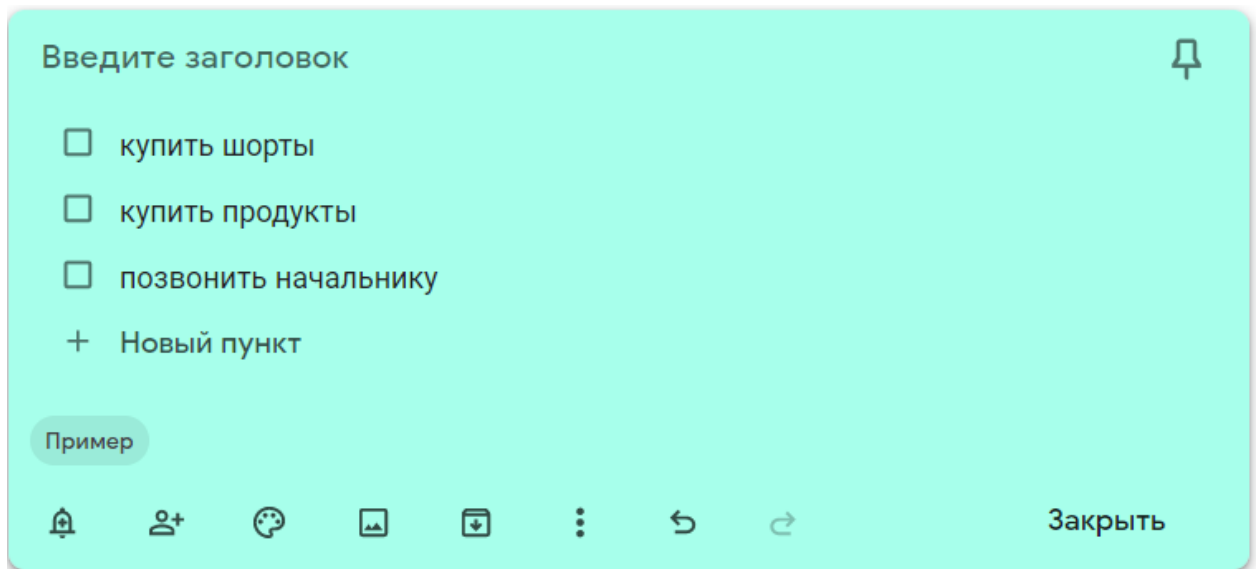 Введите заголовок
купить шорты
купить продукты
позвонить начальнику
Новый пункт
Пример
Закрыть